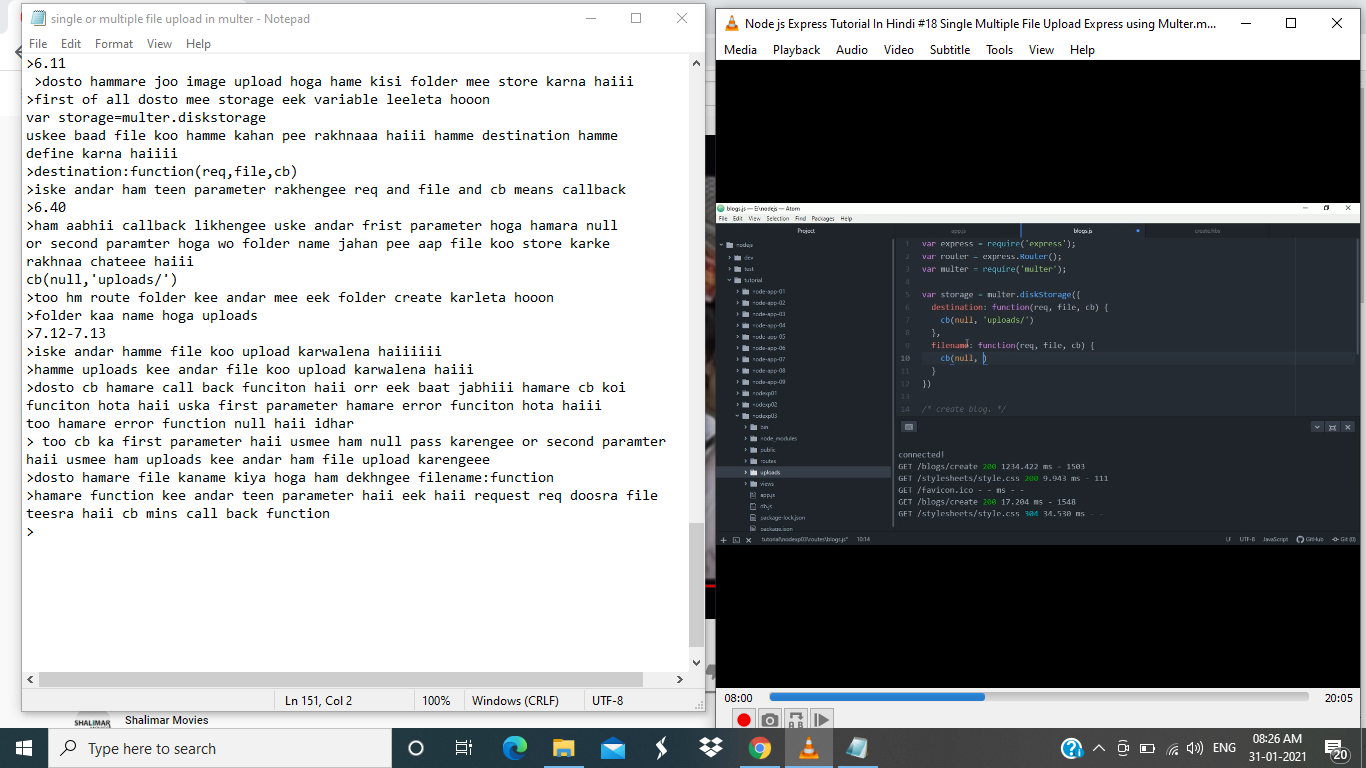 single or multiple file upload in multer - Notepad
File Edit Format View Help
>6.11
>dosto hammare joo image upload hoga hame kisi folder mee store karna haiii
>first of all dosto mee storage eek variable leeleta hooon
var storage=multer.diskstorage
uskee baad file koo hamme kahan pee rakhnaaa haiii hamme destination hamme
define karna haiiii
>destination:function(req,file,cb)
>iske andar ham teen parameter rakhengee req and file and cb means callback
>6.40
>ham aabhii callback likhengee uske andar frist parameter hoga hamara null
or second paramter hoga wo folder name jahan pee aap file koo store karke
rakhnaa chateee haiii
cb(null,'uploads/')
>too hm route folder kee andar mee eek folder create karleta hooon
>folder kaa name hoga uploads
>7.12-7.13
>iske andar hamme file koo upload karwalena haiiiiii
>hamme uploads kee andar file koo upload karwalena haiii
>dosto cb hamare call back funciton haii orr eek baat jabhiii hamare cb koi
funciton hota haii uska first parameter hamare error funciton hota haiii
too hamare error function null haii idhar
> too cb ka first parameter haii usmee ham null pass karengee or second paramter
haii usmee ham uploads kee andar ham file upload karengeee
>dosto hamare file kaname kiya hoga ham dekhngee filename:function
>hamare function kee andar teen parameter haii eek haii request req doosra file
teesra haii cb mins call back function
>
Ln 151, Col 2 100% Windows (CRLF) UTF-8
SHALIMAR
Shalimar Movies
Node js Express Tutorial In Hindi #18 Single Multiple File Upload Express using Multer.m...
Media Playback Audio Video Subtitle Tools View Help
blogs.js — E:\nodejs — Atom
File Edit View Selection Find Packages Help
Project
app.js blogs.js create.hbs
nodejs
dev
test
tutorial
node-app-01
node-app-02
node-app-03
node-app-04
node-app-05
node-app-06
node-app-07
node-app-08
node-app-09
nodexp01
nodexp02
nodexp03
bin
node_modules
public
routes
uploads
views
app.js
db.js
package-lock.json
package.json
1 var express = require('express');
2 var router = express.Router();
3 var multer = require('multer');
4
5 var storage = multer.diskStorage({
6 destination: function(req, file, cb) {
7 cb(null, 'uploads/')
8 },
9 filename: function(req, file, cb) {
10 cb(null, )
11 }
12 })
13
14 /* create blog. */
connected!
GET /blogs/create 200 1234.422 ms - 1503
GET /stylesheets/style.css 200 9.943 ms - 111
GET /favicon.ico - - ms - -
GET /blogs/create 200 17.204 ms - 1548
GET /stylesheets/style.css 304 34.530 ms - -
tutorial\nodexp03\routes\blogs.js* 10:14 LF UTF-8 JavaScript GitHub Git (0)
08:00 20:05
Type here to search
ENG
08:26 AM
31-01-2021
20